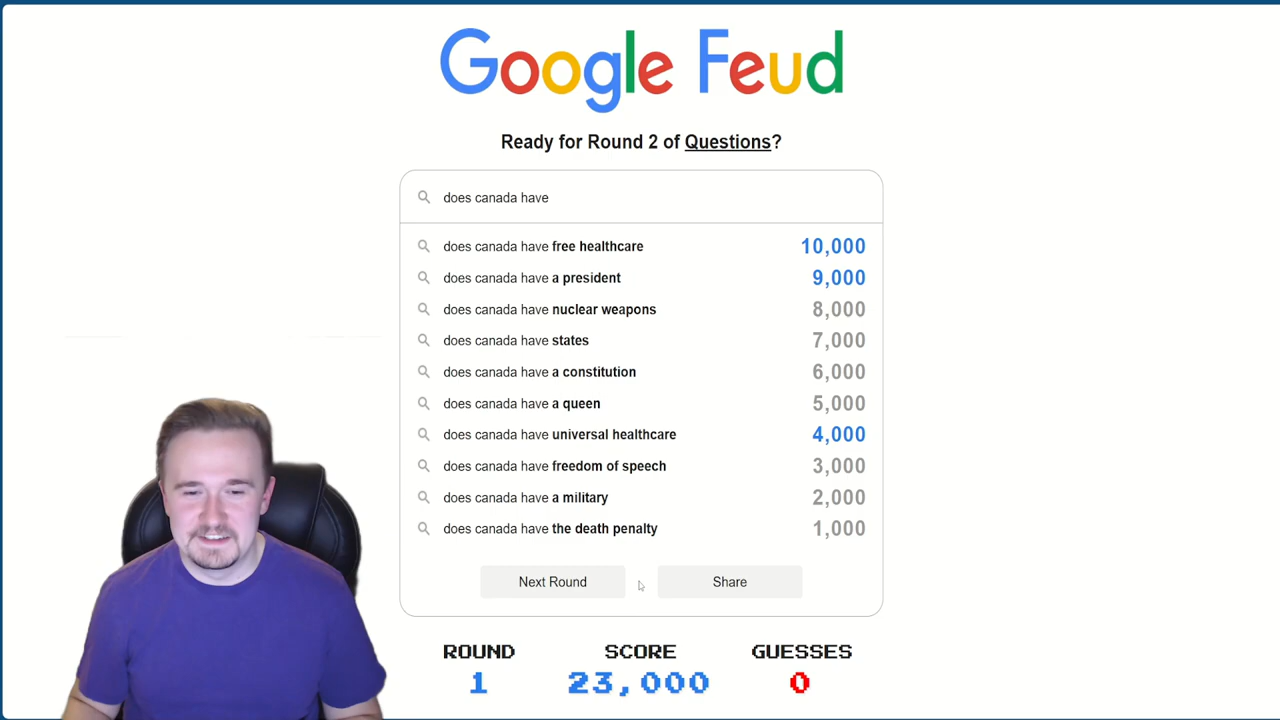 Google Feud
Ready for Round 2 of Questions?
does canada have
does canada have free healthcare 10,000
does canada have a president 9,000
does canada have nuclear weapons 8,000
does canada have states 7,000
does canada have a constitution 6,000
does canada have a queen 5,000
does canada have universal healthcare 4,000
does canada have freedom of speech 3,000
does canada have a military 2,000
does canada have the death penalty 1,000
Next Round Share
ROUND SCORE GUESSES
1 23,000 0